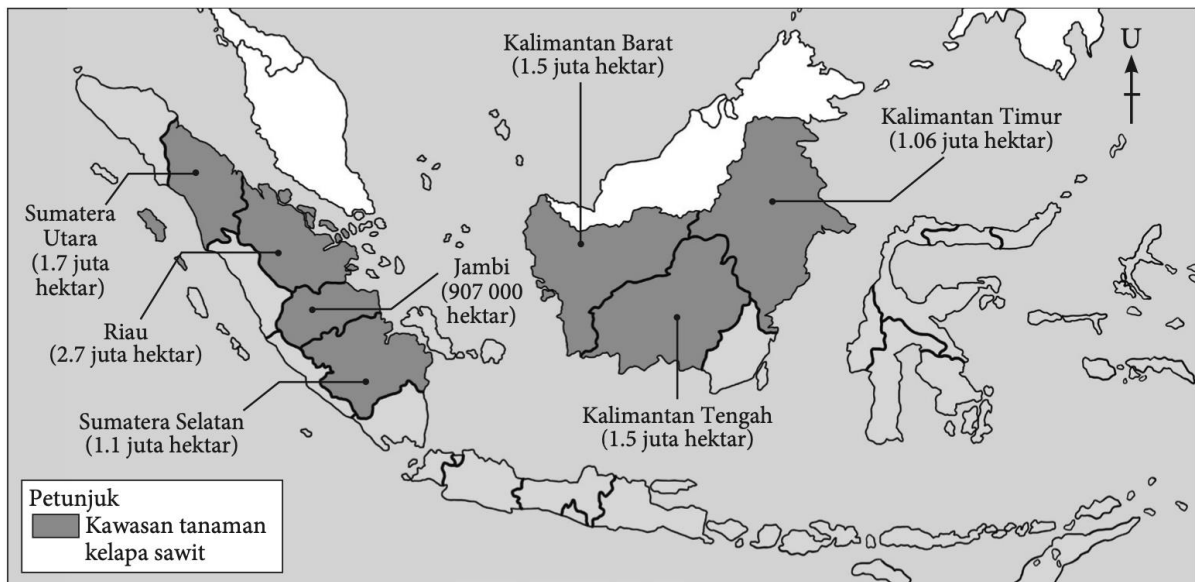 Kalimantan Barat
(1.5 juta hektar)
U
Kalimantan Timur
(1.06 juta hektar)
Sumatera
Utara
(1.7 juta
hektar)
Jambi
(907 000
hektar)
Riau
(2.7 juta hektar)
Sumatera Selatan
(1.1 juta hektar)
Kalimantan Tengah
(1.5 juta hektar)
Petunjuk
Kawasan tanaman
kelapa sawit